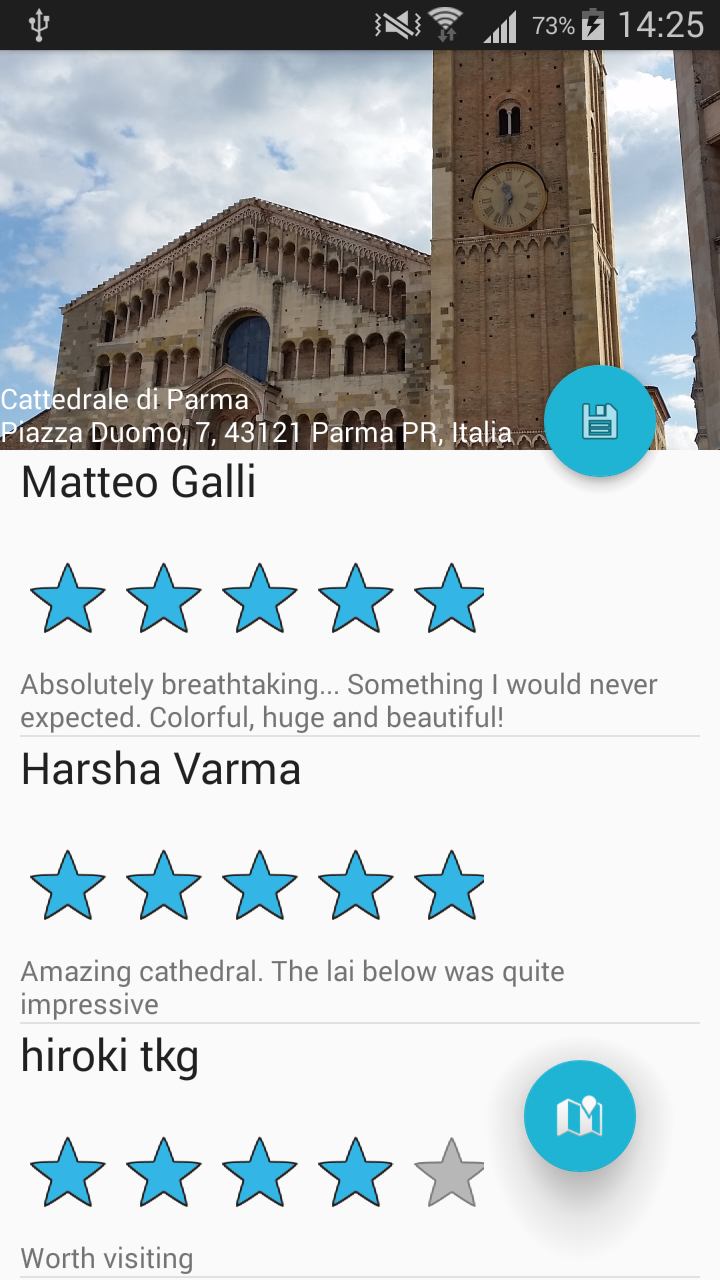 73% 14:25
Cattedrale di Parma
Piazza Duomo, 7, 43121 Parma PR, Italia
Matteo Galli
Absolutely breathtaking... Something I would never
expected. Colorful, huge and beautiful!
Harsha Varma
Amazing cathedral. The lai below was quite
impressive
hiroki tkg
Worth visiting